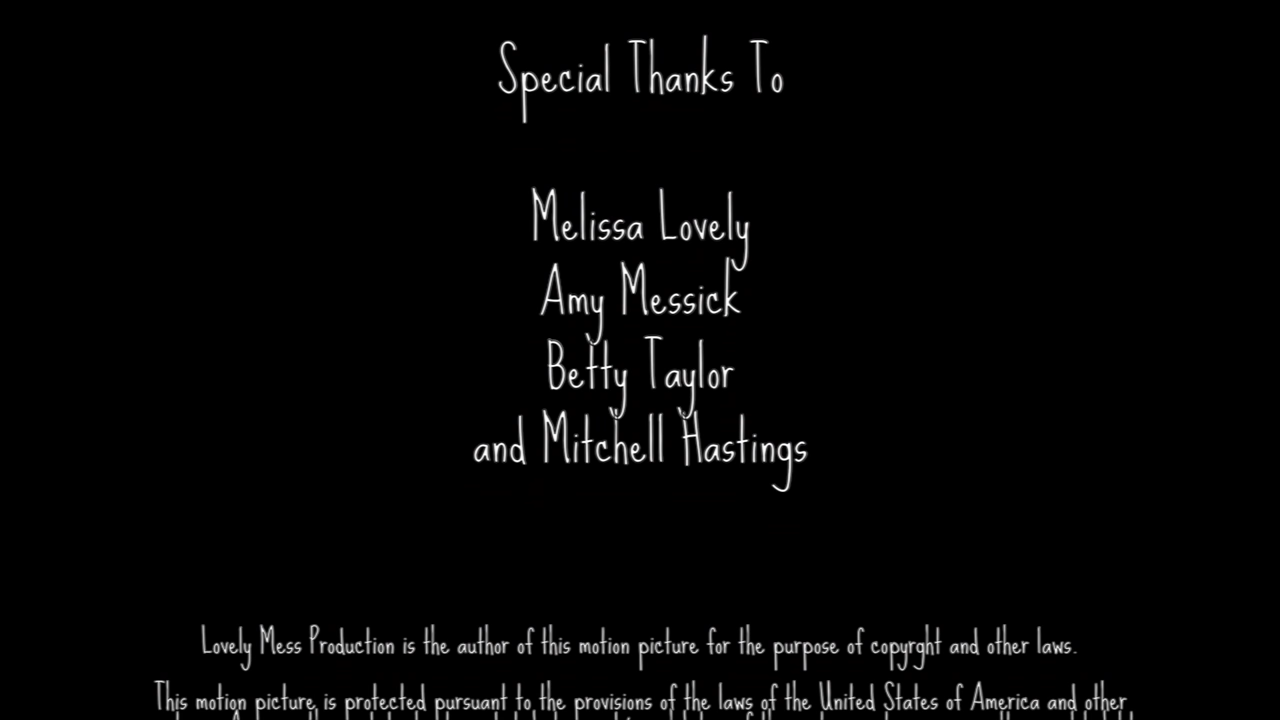 Special Thanks To
Melissa Lovely
Amy Messick
Betty Taylor
and Mitchell Hastings
Lovely Mess Production is the author of this motion picture for the purpose of copyrght and other laws.
This motion picture is protected pursuant to the provisions of the laws of the United States of America and other